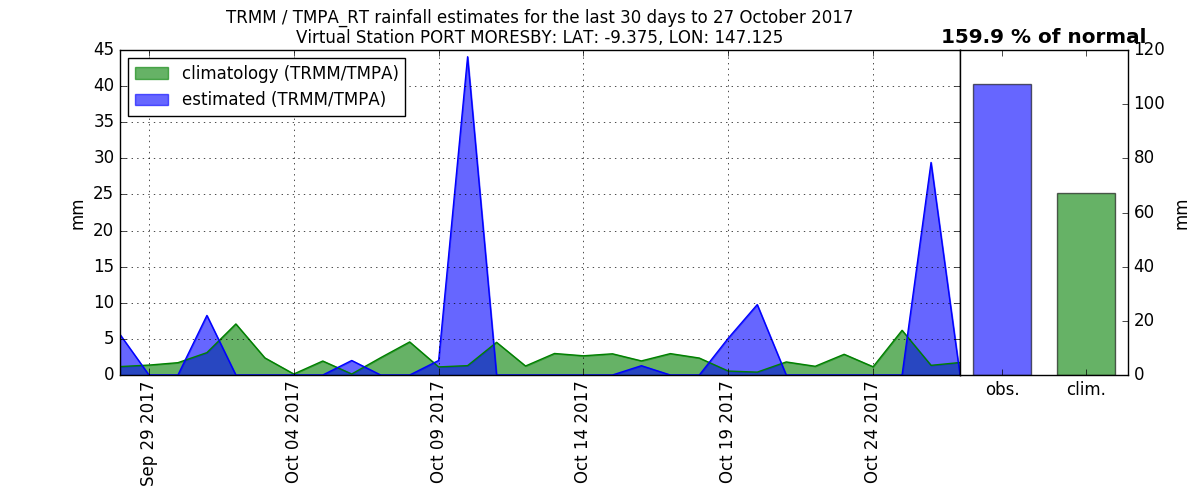 TRMM / TMPA_RT rainfall estimates for the last 30 days to 27 October 2017
Virtual Station PORT MORESBY: LAT: -9.375, LON: 147.125
159.9 % of normal
climatology (TRMM/TMPA)
estimated (TRMM/TMPA)
45
40
35
30
25
20
15
10
5
0
mm
Sep 29 2017
Oct 04 2017
Oct 09 2017
Oct 14 2017
Oct 19 2017
Oct 24 2017
120
100
80
60
40
20
0
mm
obs.
clim.